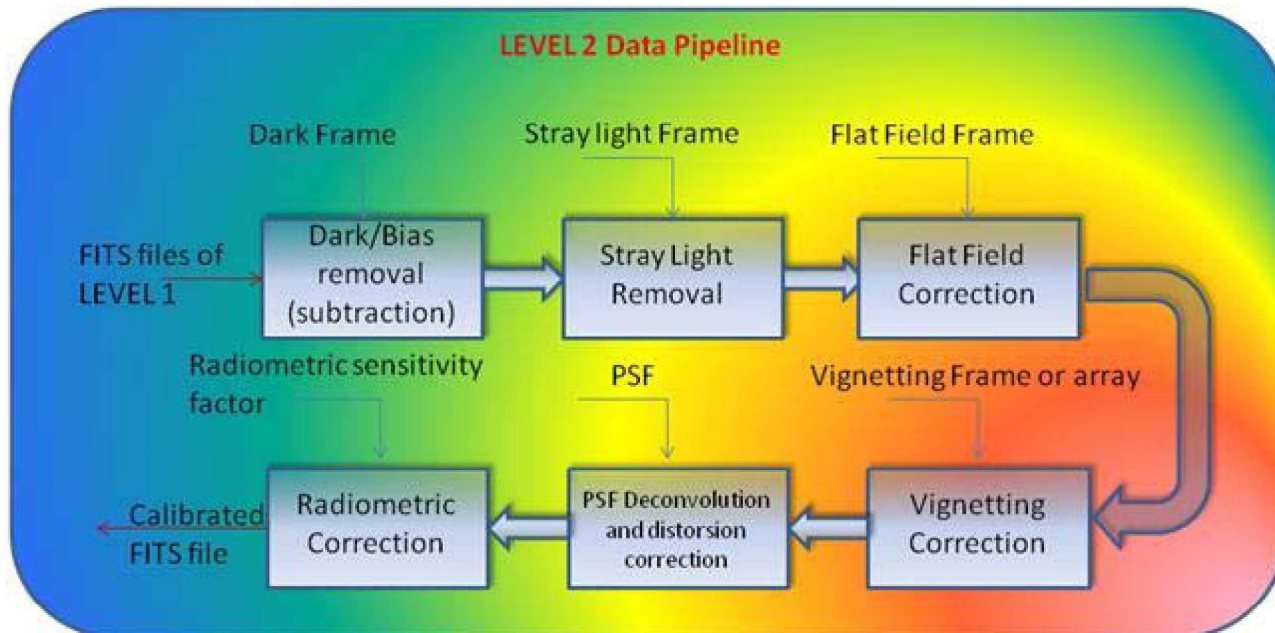 LEVEL 2 Data Pipeline
Dark Frame
Stray light Frame
Flat Field Frame
FITS files of
LEVEL 1
Dark/Bias
removal
(subtraction)
Stray Light
Removal
Flat Field
Correction
Radiometric sensitivity
factor
PSF
Vignetting Frame or array
Calibrated
FITS file
Radiometric
Correction
PSF Deconvolution
and distorsion
correction
Vignetting
Correction